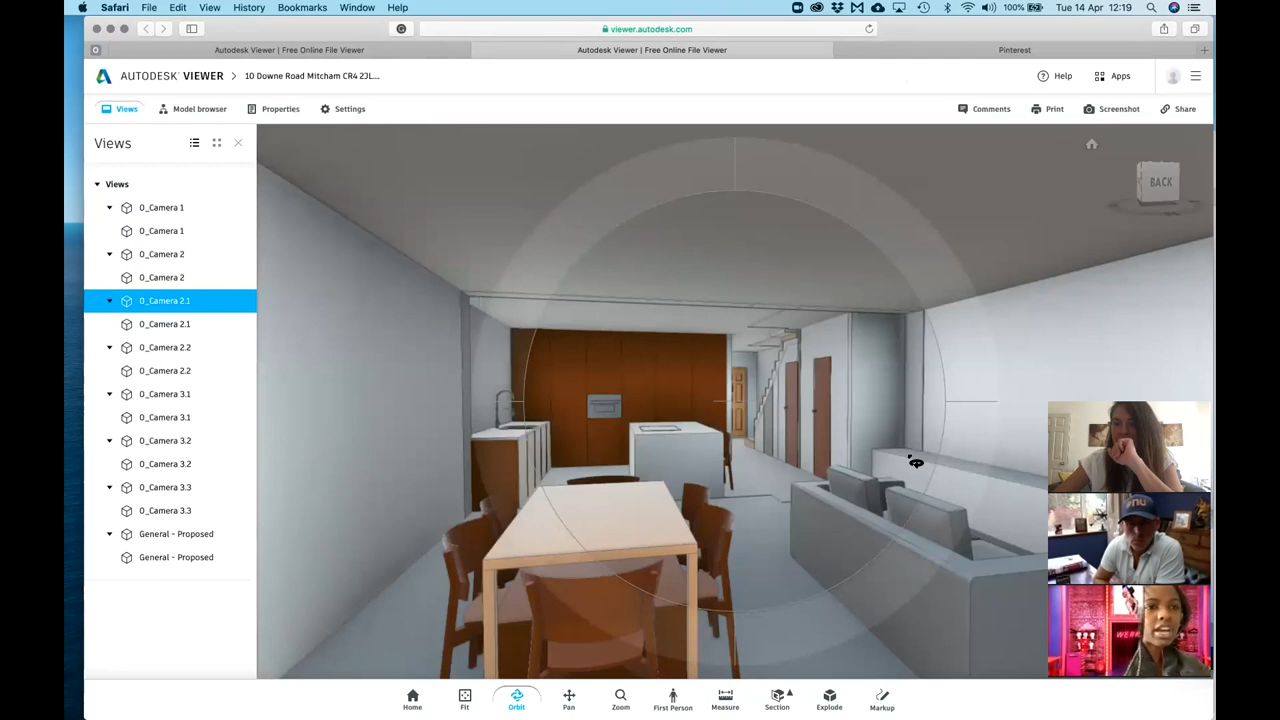 Safari File Edit View History Bookmarks Window Help 100% Tue 14 Apr 12:19
viewer.autodesk.com
Autodesk Viewer | Free Online File Viewer Autodesk Viewer | Free Online File Viewer Pinterest
AUTODESK® VIEWER > 10 Downe Road Mitcham CR4 2JL... Help Apps
Views Model browser Properties Settings Comments Print Screenshot Share
Views
Views
0_Camera 1
0_Camera 1
0_Camera 2
0_Camera 2
0_Camera 2.1
0_Camera 2.1
0_Camera 2.2
0_Camera 2.2
0_Camera 3.1
0_Camera 3.1
0_Camera 3.2
0_Camera 3.2
0_Camera 3.3
0_Camera 3.3
General - Proposed
General - Proposed
BACK
WERK
Home Fit Orbit Pan Zoom First Person Measure Section Explode Markup